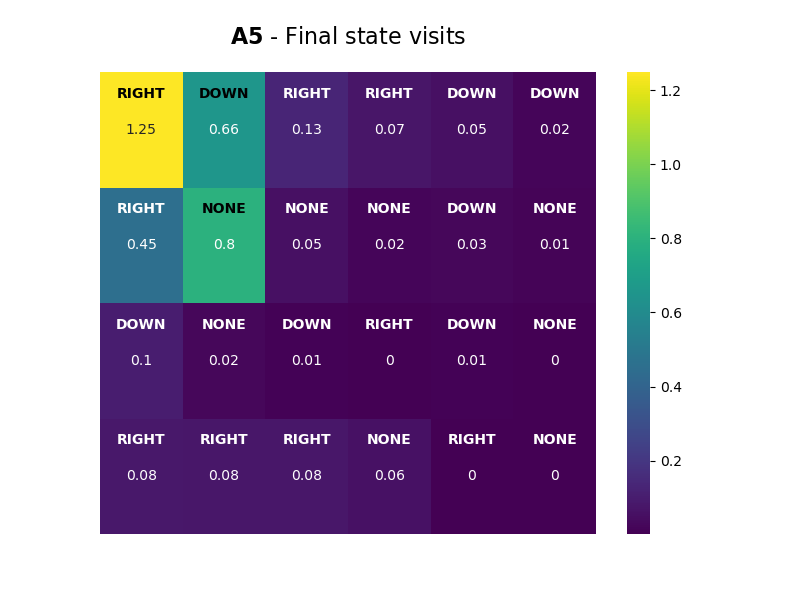 A5 - Final state visits
RIGHT DOWN RIGHT RIGHT DOWN DOWN
1.25 0.66 0.13 0.07 0.05 0.02
RIGHT NONE NONE NONE DOWN NONE
0.45 0.8 0.05 0.02 0.03 0.01
DOWN NONE DOWN RIGHT DOWN NONE
0.1 0.02 0.01 0 0.01 0
RIGHT RIGHT RIGHT NONE RIGHT NONE
0.08 0.08 0.08 0.06 0 0
1.2
1.0
0.8
0.6
0.4
0.2